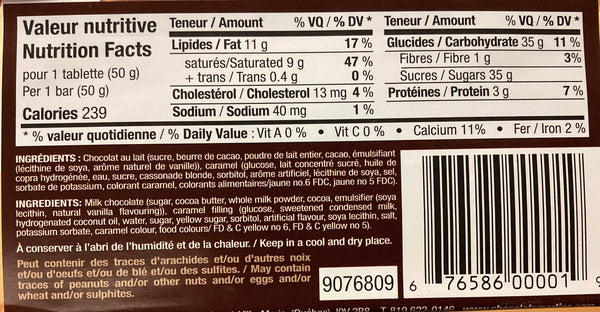 Valeur nutritive
Nutrition Facts
pour 1 tablette (50 g)
Per 1 bar (50 g)
Calories 239
Teneur / Amount % VQ / % DV *
Lipides / Fat 11 g 17 %
saturés/Saturated 9 g 47 %
+ trans / Trans 0.4 g 0 %
Cholestérol / Cholesterol 13 mg 4 %
Sodium / Sodium 40 mg 1 %
Teneur / Amount % VQ / % DV *
Glucides / Carbohydrate 35 g 11 %
Fibres / Fibre 1 g 3%
Sucres / Sugars 35 g
Protéines / Protein 3 g 7 %
* % valeur quotidienne / % Daily Value : Vit A 0 % • Vit C 0 % • Calcium 11% • Fer / Iron 2 %
INGRÉDIENTS : Chocolat au lait (sucre, beurre de cacao, poudre de lait entier, cacao, émulsifiant
(lécithine de soya, arôme naturel de vanille)), caramel (glucose, lait concentré sucré, huile de
copra hydrogénée, eau, sucre, cassonade blonde, sorbitol, arôme artificiel, lécithine de soya, sel,
sorbate de potassium, colorant caramel, colorants alimentaires/jaune no.6 FDC, jaune no 5 FDC).
INGREDIENTS: Milk chocolate (sugar, cocoa butter, whole milk powder, cocoa, emulsifier (soya
lecithin, natural vanilla flavouring)), caramel filling (glucose, sweetened condensed milk,
hydrogenated coconut oil, water, sugar, yellow sugar, sorbitol, artificial flavour, soya lecithin, salt,
potassium sorbate, caramel colour, food colours/ FD & C yellow no 6, FD & C yellow no 5).
À conserver à l'abri de l'humidité et de la chaleur. / Keep in a cool and dry place.
Peut contenir des traces d'arachides et/ou d'autres noix
et/ou d'oeufs et/ou de blé et/ou des sulfites. / May contain
traces of peanuts and/or other nuts and/or eggs and/or
wheat and/or sulphites.
9076809
6 76586 00001 9